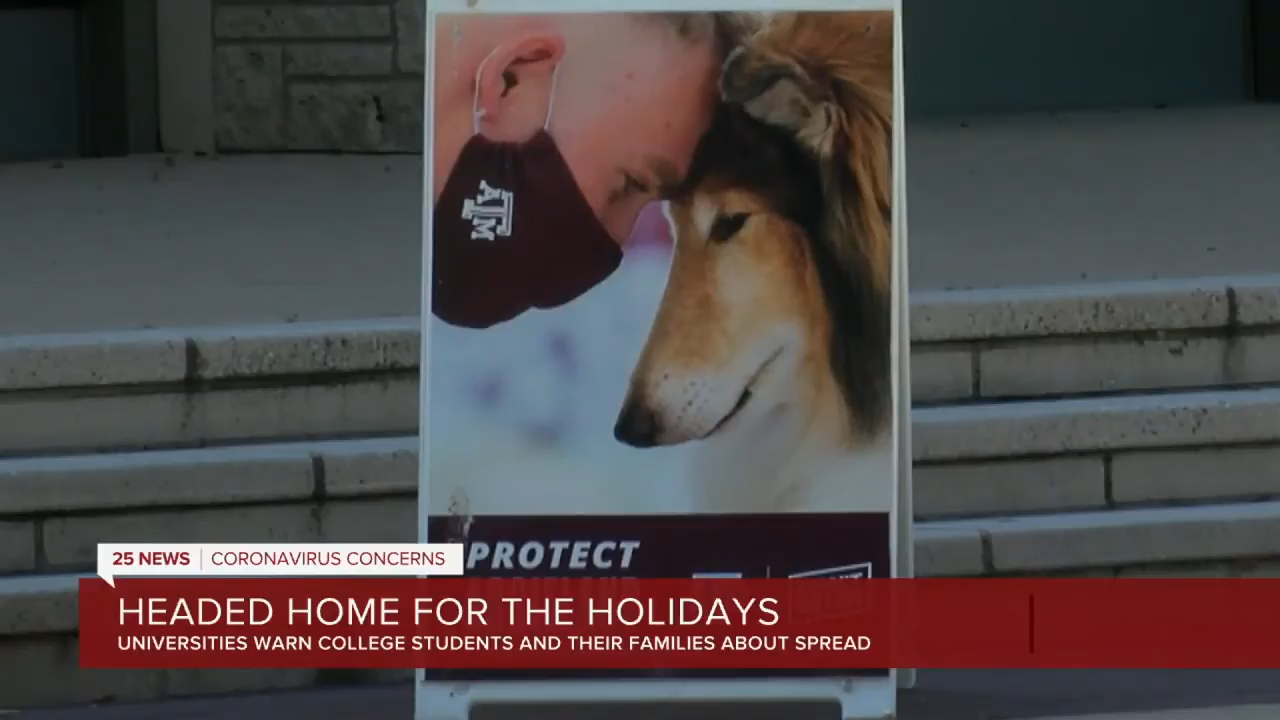 ATM
PROTECT
25 NEWS | CORONAVIRUS CONCERNS
HEADED HOME FOR THE HOLIDAYS
UNIVERSITIES WARN COLLEGE STUDENTS AND THEIR FAMILIES ABOUT SPREAD